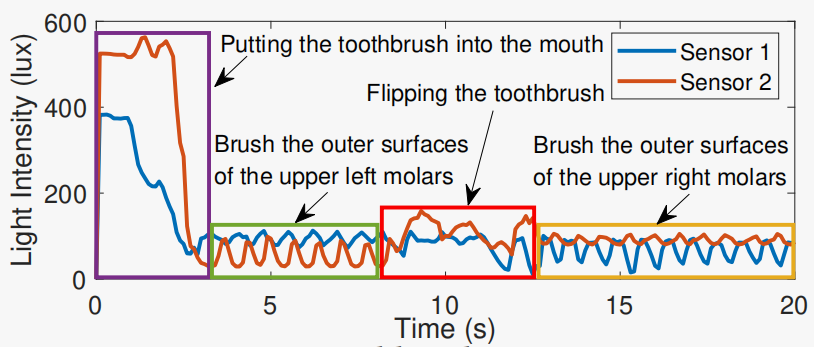 600
400
200
0
Light Intensity (lux)
Putting the toothbrush into the mouth
Sensor 1
Sensor 2
Flipping the toothbrush
Brush the outer surfaces
of the upper left molars
Brush the outer surfaces
of the upper right molars
0 5 10 15 20
Time (s)